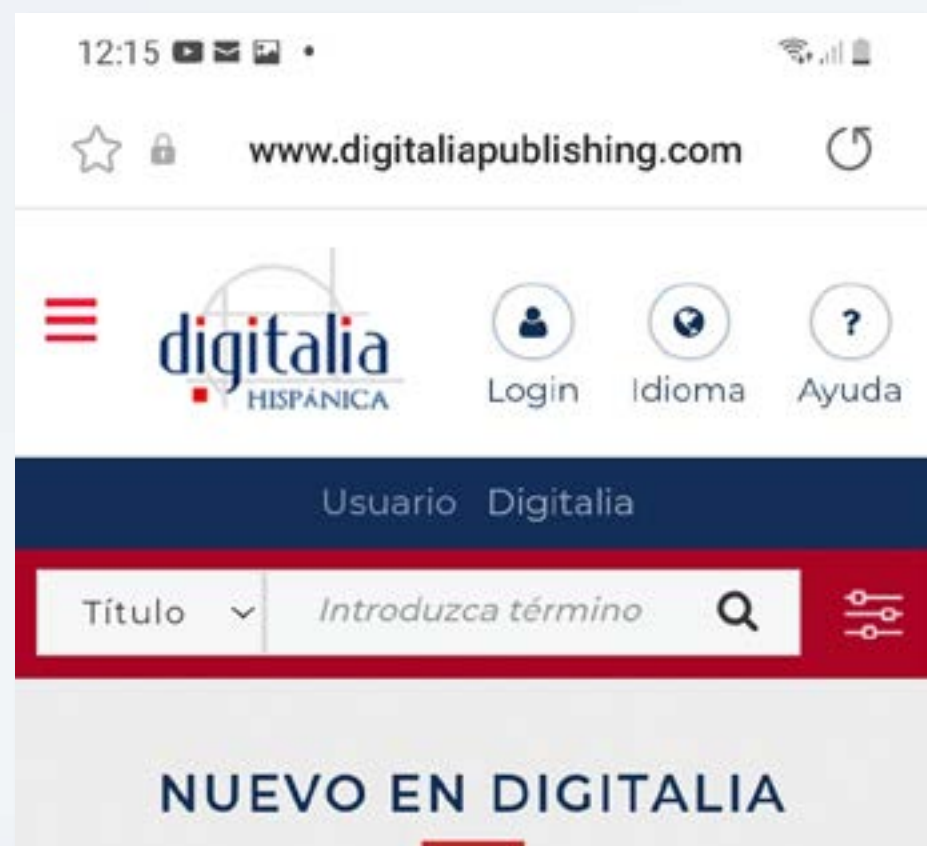 12:15
www.digitaliapublishing.com
digitalia
HISPÁNICA
Login Idioma Ayuda
?
Usuario Digitalia
Título Introduzca término
NUEVO EN DIGITALIA